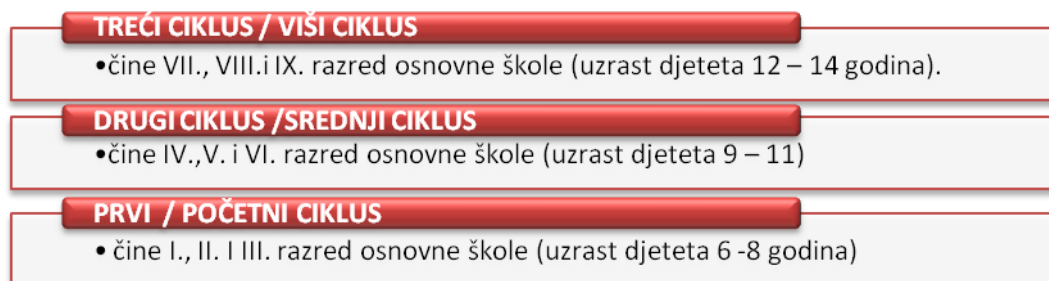 TREĆI CIKLUS / VIŠI CIKLUS
•čine VII., VIII.i IX. razred osnovne škole (uzrast djeteta 12 – 14 godina).
DRUGI CIKLUS /SREDNJI CIKLUS
•čine IV.,V. i VI. razred osnovne škole (uzrast djeteta 9 – 11)
PRVI / POČETNI CIKLUS
• čine I., II. I III. razred osnovne škole (uzrast djeteta 6 -8 godina)